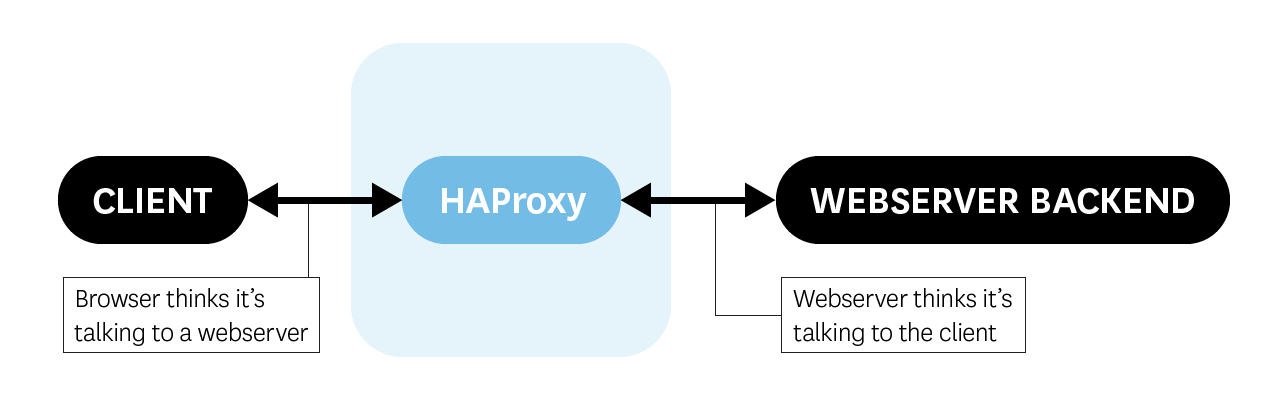 CLIENT
HAProxy
WEBSERVER BACKEND
Browser thinks it’s
talking to a webserver
Webserver thinks it’s
talking to the client